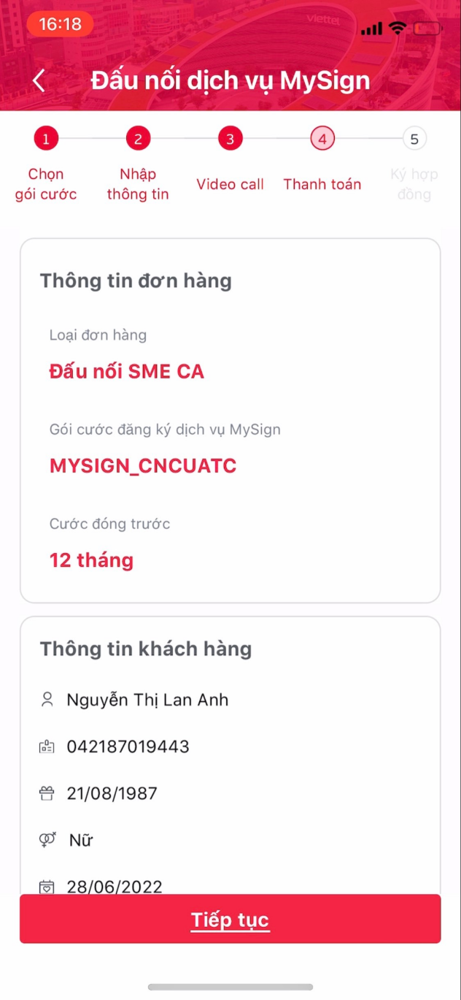 16:18
viettel
Đấu nối dịch vụ MySign
1
2
3
4
5
Chọn
gói cước
Nhập
thông tin
Video call
Thanh toán
Ký hợp
đồng
Thông tin đơn hàng
Loại đơn hàng
Đấu nối SME CA
Gói cước đăng ký dịch vụ MySign
MYSIGN_CNCUATC
Cước đóng trước
12 tháng
Thông tin khách hàng
Nguyễn Thị Lan Anh
042187019443
21/08/1987
Nữ
28/06/2022
Tiếp tục